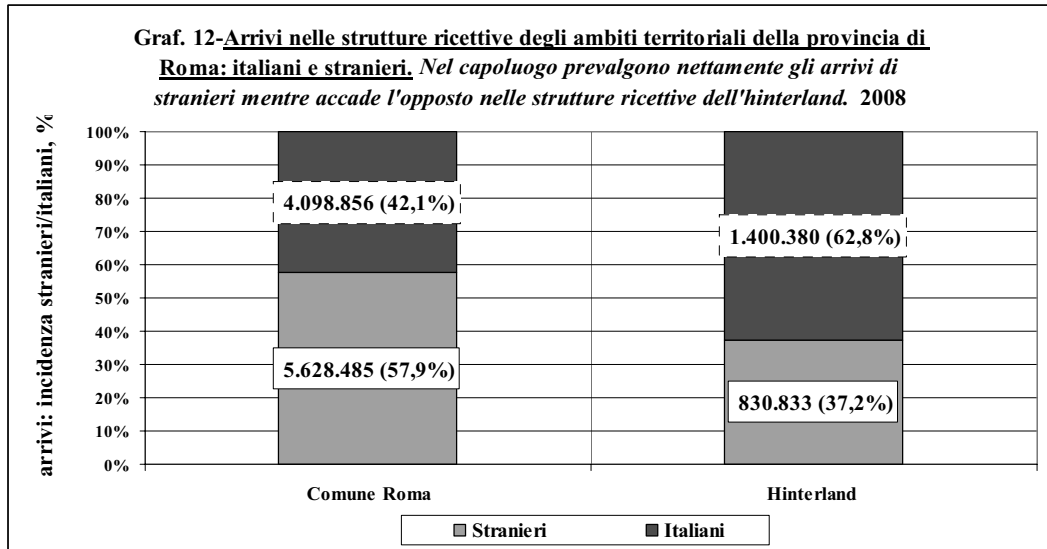 Graf. 12-Arrivi nelle strutture ricettive degli ambiti territoriali della provincia di
Roma: italiani e stranieri. Nel capoluogo prevalgono nettamente gli arrivi di
stranieri mentre accade l'opposto nelle strutture ricettive dell'hinterland. 2008
arrivi: incidenza stranieri/italiani, %
100%
90%
80%
70%
60%
50%
40%
30%
20%
10%
0%
4.098.856 (42,1%)
5.628.485 (57,9%)
1.400.380 (62,8%)
830.833 (37,2%)
Comune Roma
Hinterland
Stranieri
Italiani